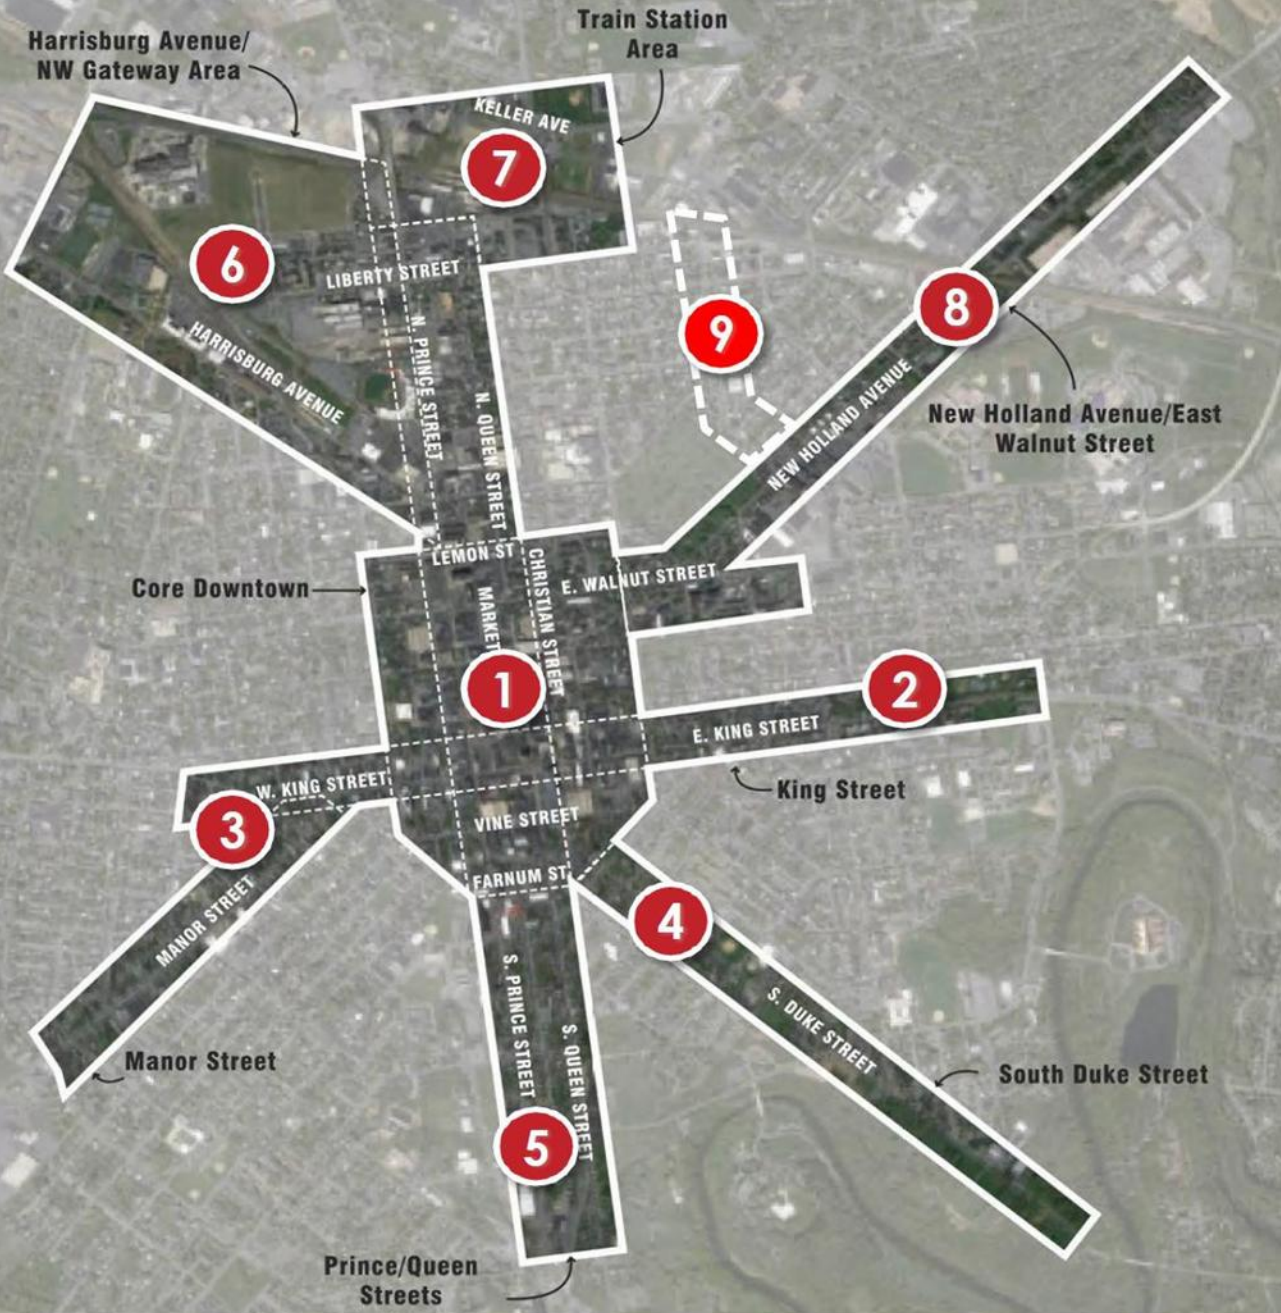 Train Station
Area
Harrisburg Avenue/
NW Gateway Area
KELLER AVE
7
6
LIBERTY STREET
8
9
HARRISBURG AVENUE
N. PRINCE STREET
N. QUEEN STREET
NEW HOLLAND AVENUE
New Holland Avenue/East
Walnut Street
LEMON ST
CHRISTIAN STREET
E. WALNUT STREET
Core Downtown
MARKET
1
2
E. KING STREET
King Street
W. KING STREET
3
VINE STREET
FARNUM ST
4
MANOR STREET
Manor Street
S. PRINCE STREET
S. QUEEN STREET
S. DUKE STREET
South Duke Street
5
Prince/Queen
Streets